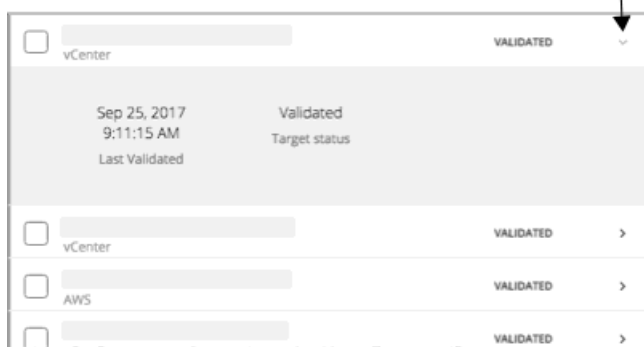 VALIDATED
vCenter
Sep 25, 2017
9:11:15 AM
Last Validated
Validated
Target status
VALIDATED
vCenter
VALIDATED
AWS
VALIDATED